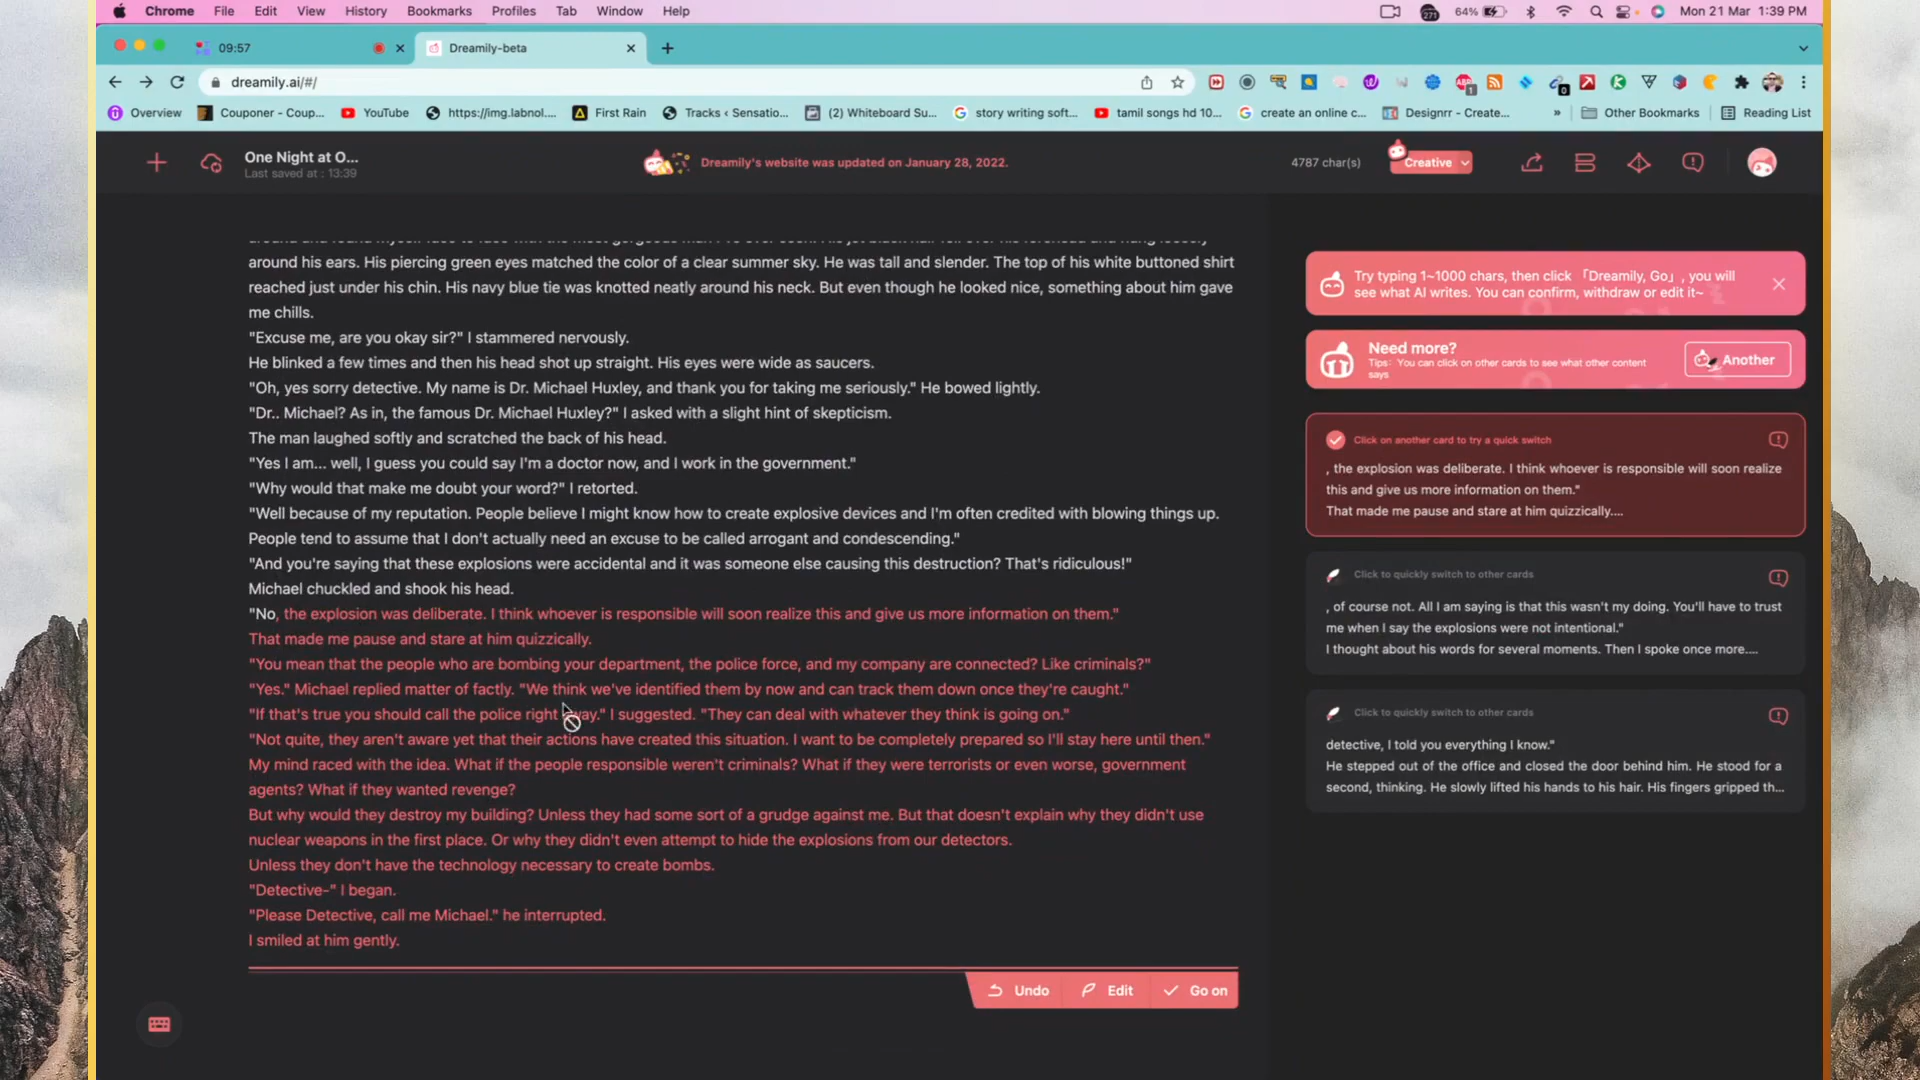 Chrome File Edit View History Bookmarks Profiles Tab Window Help 271 64% Mon 21 Mar 1:39 PM
09:57 Dreamily-beta
dreamily.ai/#/
Overview Couponer - Coup... YouTube https://img.labnol.... First Rain Tracks ‹ Sensatio... (2) Whiteboard Su... story writing soft... tamil songs hd 10... create an online c... Designrr - Create... » Other Bookmarks Reading List
One Night at O...
Last saved at : 13:39
Dreamily's website was updated on January 28, 2022.
4787 char(s)
Creative
around his ears. His piercing green eyes matched the color of a clear summer sky. He was tall and slender. The top of his white buttoned shirt
reached just under his chin. His navy blue tie was knotted neatly around his neck. But even though he looked nice, something about him gave
me chills.
"Excuse me, are you okay sir?" I stammered nervously.
He blinked a few times and then his head shot up straight. His eyes were wide as saucers.
"Oh, yes sorry detective. My name is Dr. Michael Huxley, and thank you for taking me seriously." He bowed lightly.
"Dr.. Michael? As in, the famous Dr. Michael Huxley?" I asked with a slight hint of skepticism.
The man laughed softly and scratched the back of his head.
"Yes I am... well, I guess you could say I'm a doctor now, and I work in the government."
"Why would that make me doubt your word?" I retorted.
"Well because of my reputation. People believe I might know how to create explosive devices and I'm often credited with blowing things up.
People tend to assume that I don't actually need an excuse to be called arrogant and condescending."
"And you're saying that these explosions were accidental and it was someone else causing this destruction? That's ridiculous!"
Michael chuckled and shook his head.
"No, the explosion was deliberate. I think whoever is responsible will soon realize this and give us more information on them."
That made me pause and stare at him quizzically.
"You mean that the people who are bombing your department, the police force, and my company are connected? Like criminals?"
"Yes." Michael replied matter of factly. "We think we've identified them by now and can track them down once they're caught."
"If that's true you should call the police right away." I suggested. "They can deal with whatever they think is going on."
"Not quite, they aren't aware yet that their actions have created this situation. I want to be completely prepared so I'll stay here until then."
My mind raced with the idea. What if the people responsible weren't criminals? What if they were terrorists or even worse, government
agents? What if they wanted revenge?
But why would they destroy my building? Unless they had some sort of a grudge against me. But that doesn't explain why they didn't use
nuclear weapons in the first place. Or why they didn't even attempt to hide the explosions from our detectors.
Unless they don't have the technology necessary to create bombs.
"Detective-" I began.
"Please Detective, call me Michael." he interrupted.
I smiled at him gently.
Undo Edit Go on
Try typing 1~1000 chars, then click 「Dreamily, Go」, you will
see what AI writes. You can confirm, withdraw or edit it~
Need more?
Tips: You can click on other cards to see what other content
says
Another
Click on another card to try a quick switch
, the explosion was deliberate. I think whoever is responsible will soon realize
this and give us more information on them."
That made me pause and stare at him quizzically....
Click to quickly switch to other cards
, of course not. All I am saying is that this wasn't my doing. You'll have to trust
me when I say the explosions were not intentional."
I thought about his words for several moments. Then I spoke once more....
Click to quickly switch to other cards
detective, I told you everything I know."
He stepped out of the office and closed the door behind him. He stood for a
second, thinking. He slowly lifted his hands to his hair. His fingers gripped th...